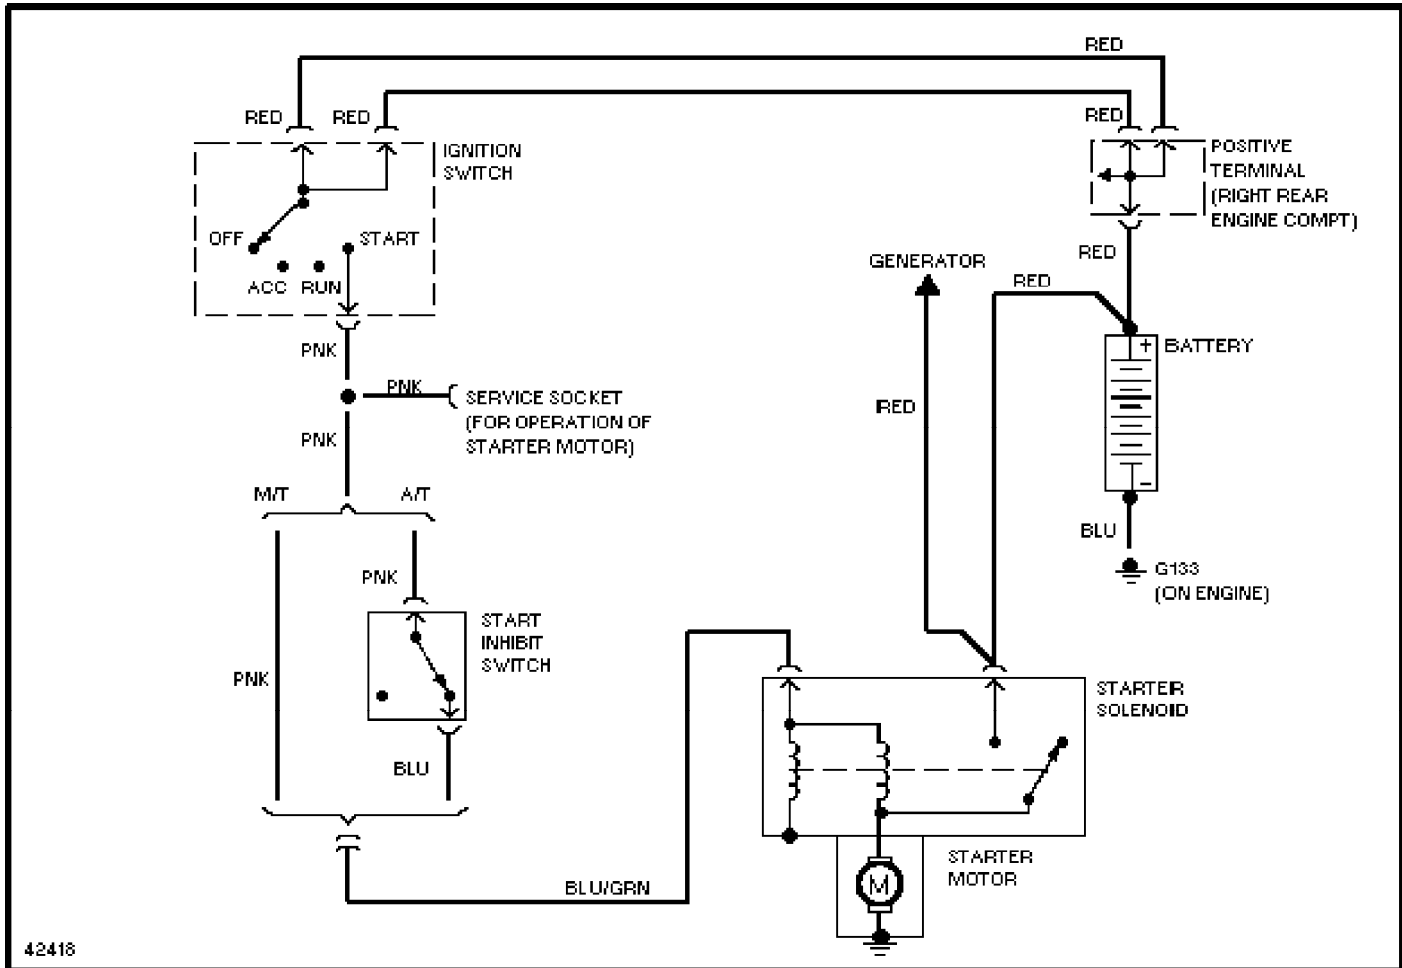 RED
RED
RED
RED
IGNITION
SWITCH
POSITIVE
TERMINAL
(RIGHT REAR
ENGINE COMPT)
OFF
START
ACC
RUN
RED
GENERATOR
RED
PNK
BATTERY
+
PNK
SERVICE SOCKET
(FOR OPERATION OF
STARTER MOTOR)
RED
PNK
M/T
A/T
–
BLU
G133
(ON ENGINE)
PNK
START
INHIBIT
SWITCH
PNK
STARTER
SOLENOID
BLU
STARTER
MOTOR
M
BLU/GRN
42418